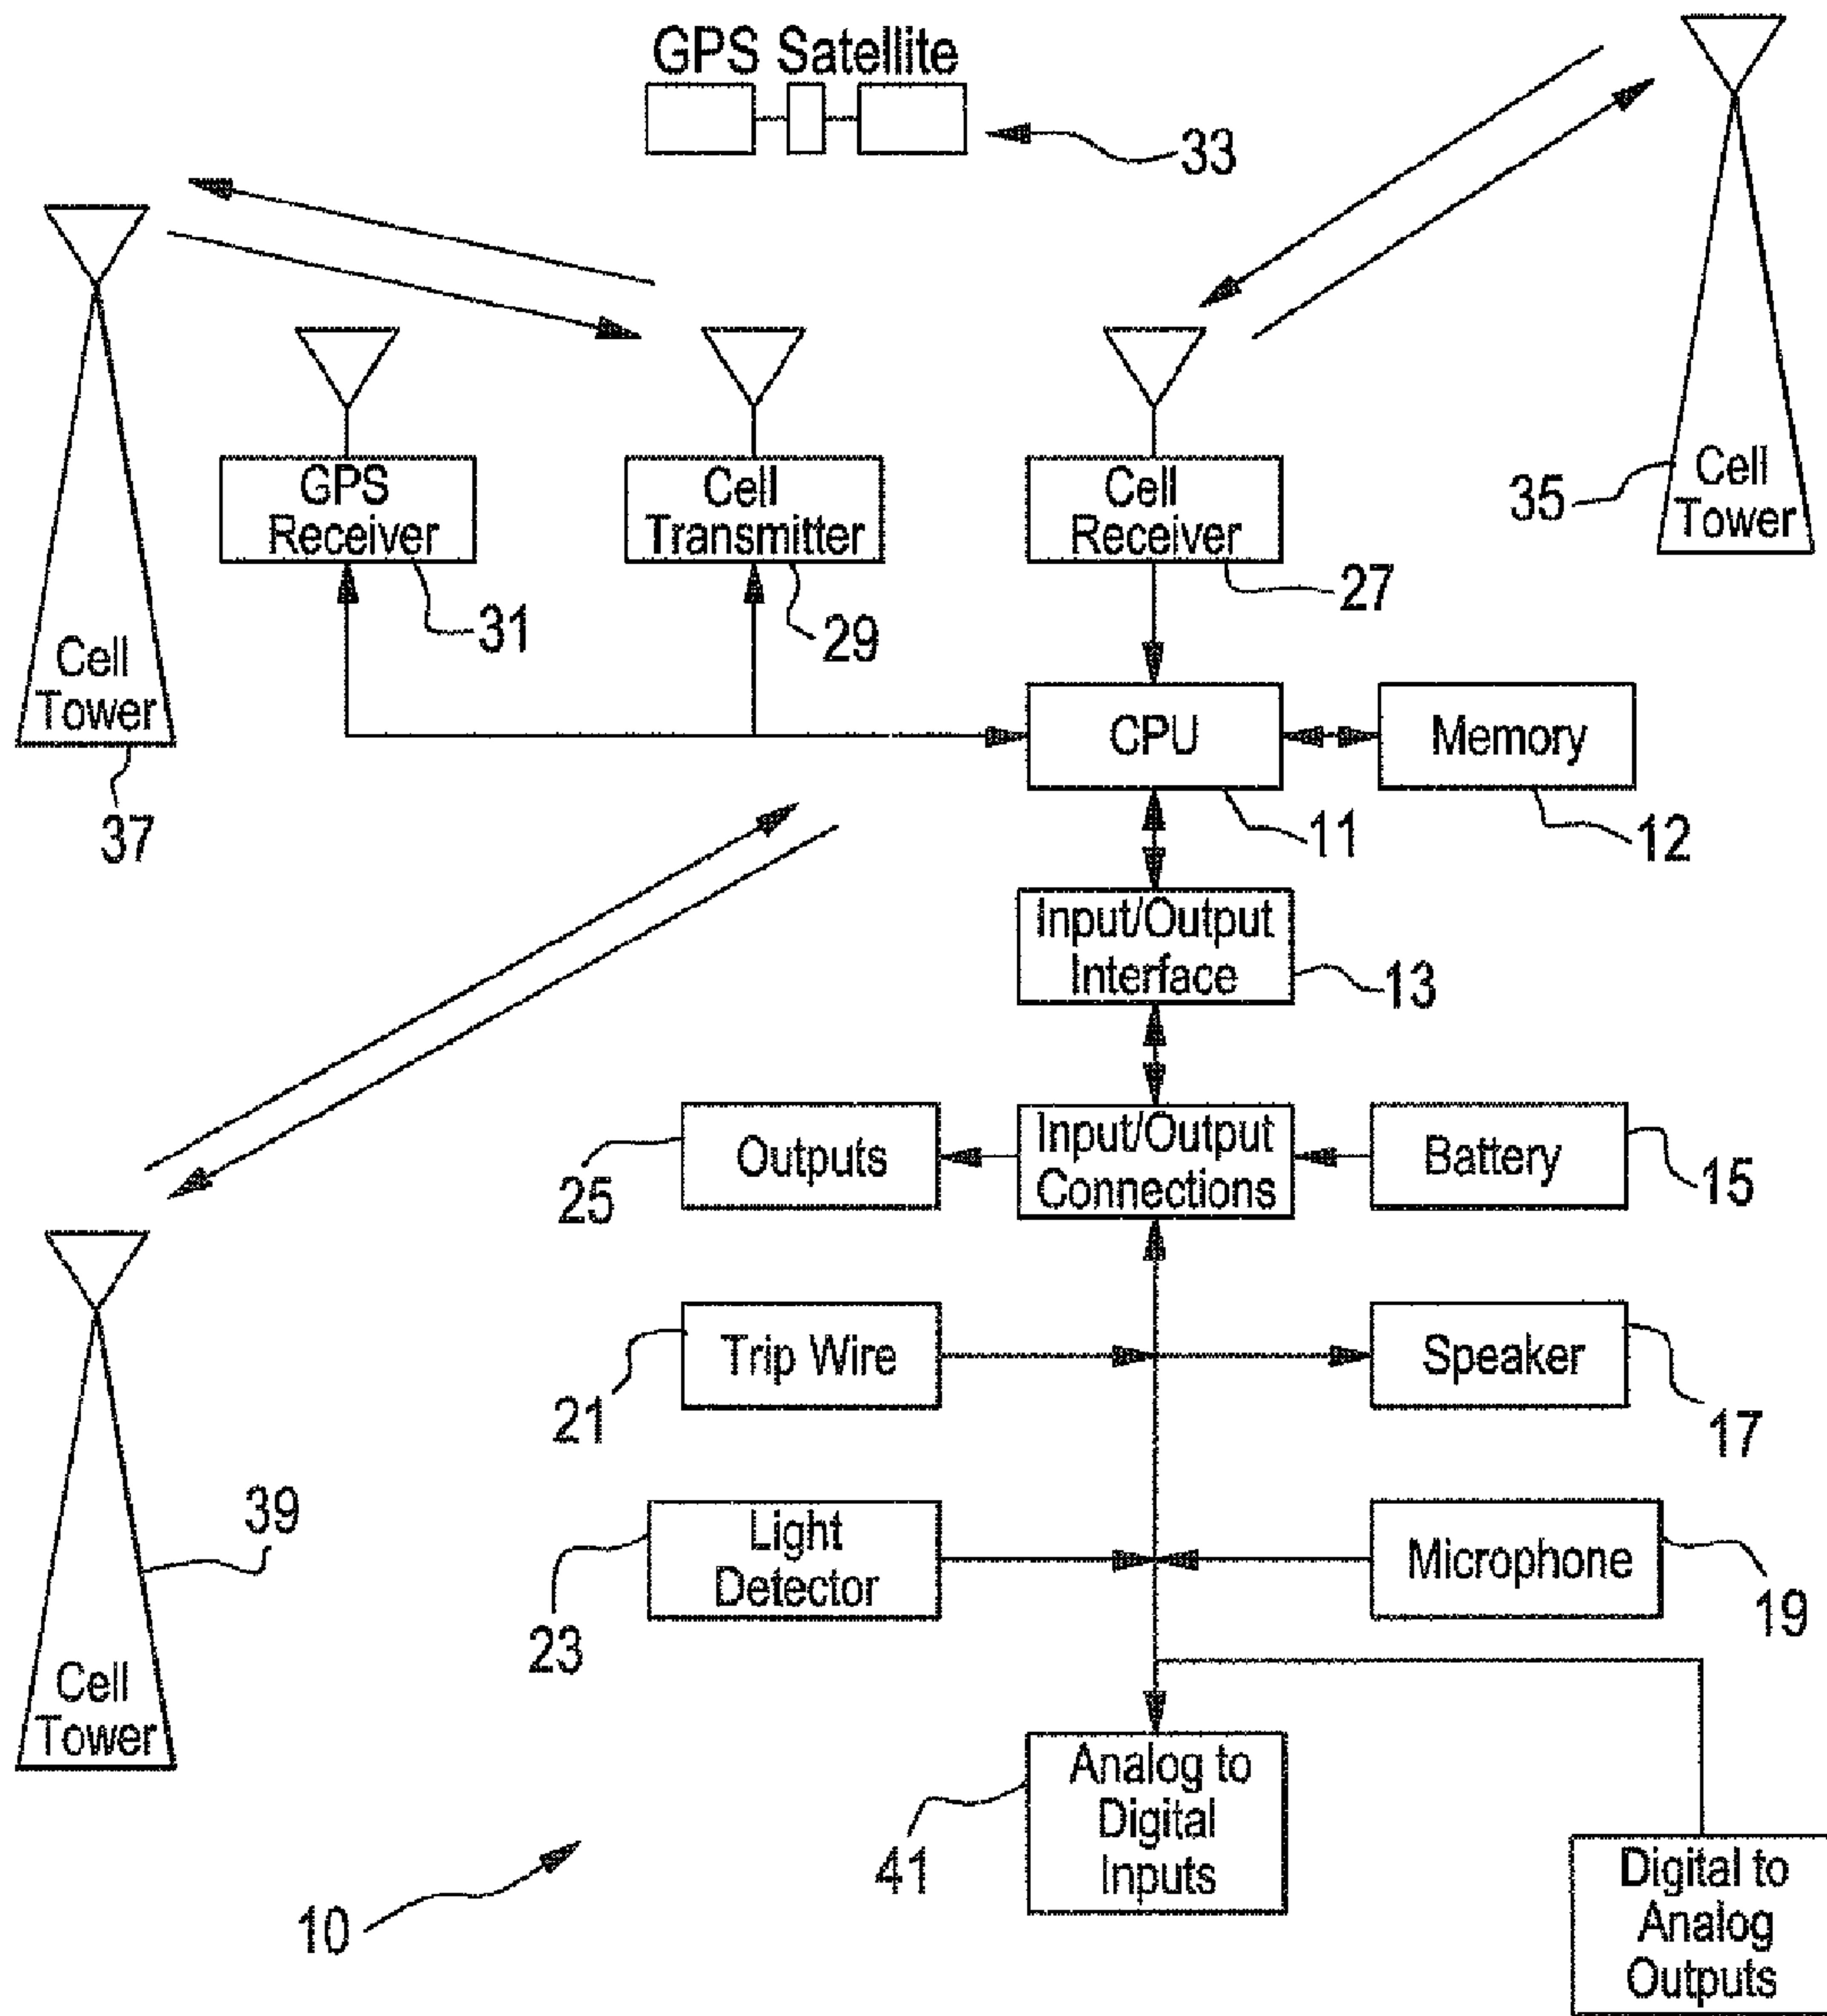 GPS Satellite
33
GPS
Receiver
31
Cell
Transmitter
29
Cell
Receiver
27
Cell
Tower
35
Cell
Tower
37
CPU
11
Memory
12
Input/Output
Interface
13
Outputs
25
Input/Output
Connections
Battery
15
Trip Wire
21
Speaker
17
Light
Detector
23
Microphone
19
39
Cell
Tower
Analog to
Digital
Inputs
41
Digital to
Analog
Outputs
10